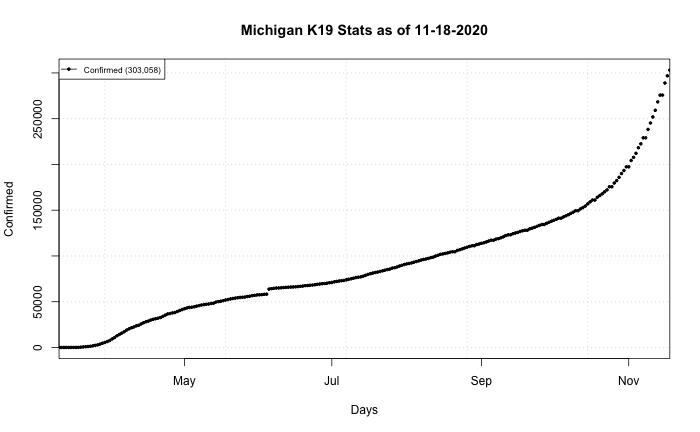 Michigan K19 Stats as of 11-18-2020
Confirmed (303,058)
Confirmed
250000
150000
50000
0
May Jul Sep Nov
Days